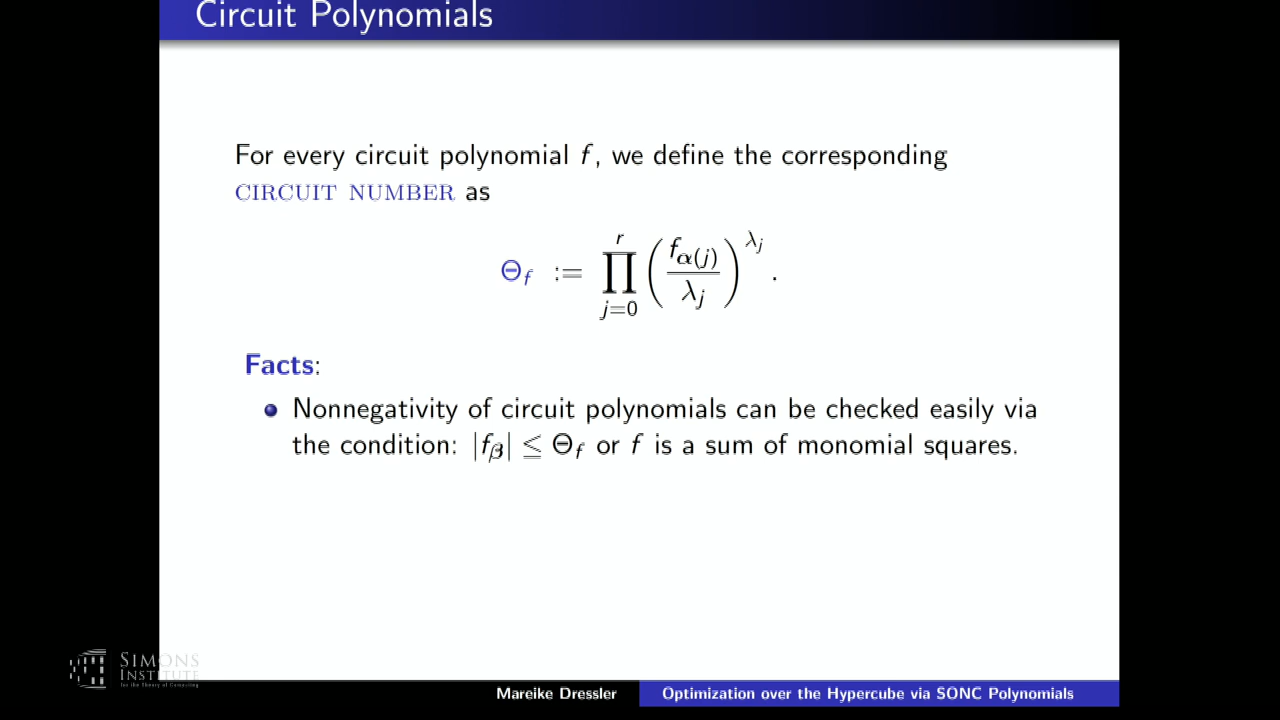 Circuit Polynomials
For every circuit polynomial f, we define the corresponding
CIRCUIT NUMBER as
Θ_f := ∏_{j=0}^{r} (f_{α(j)} / λ_j)^{λ_j}.
Facts:
Nonnegativity of circuit polynomials can be checked easily via
the condition: |f_β| ≤ Θ_f or f is a sum of monomial squares.
SIMONS
INSTITUTE
for the Theory of Computing
Mareike Dressler
Optimization over the Hypercube via SONC Polynomials